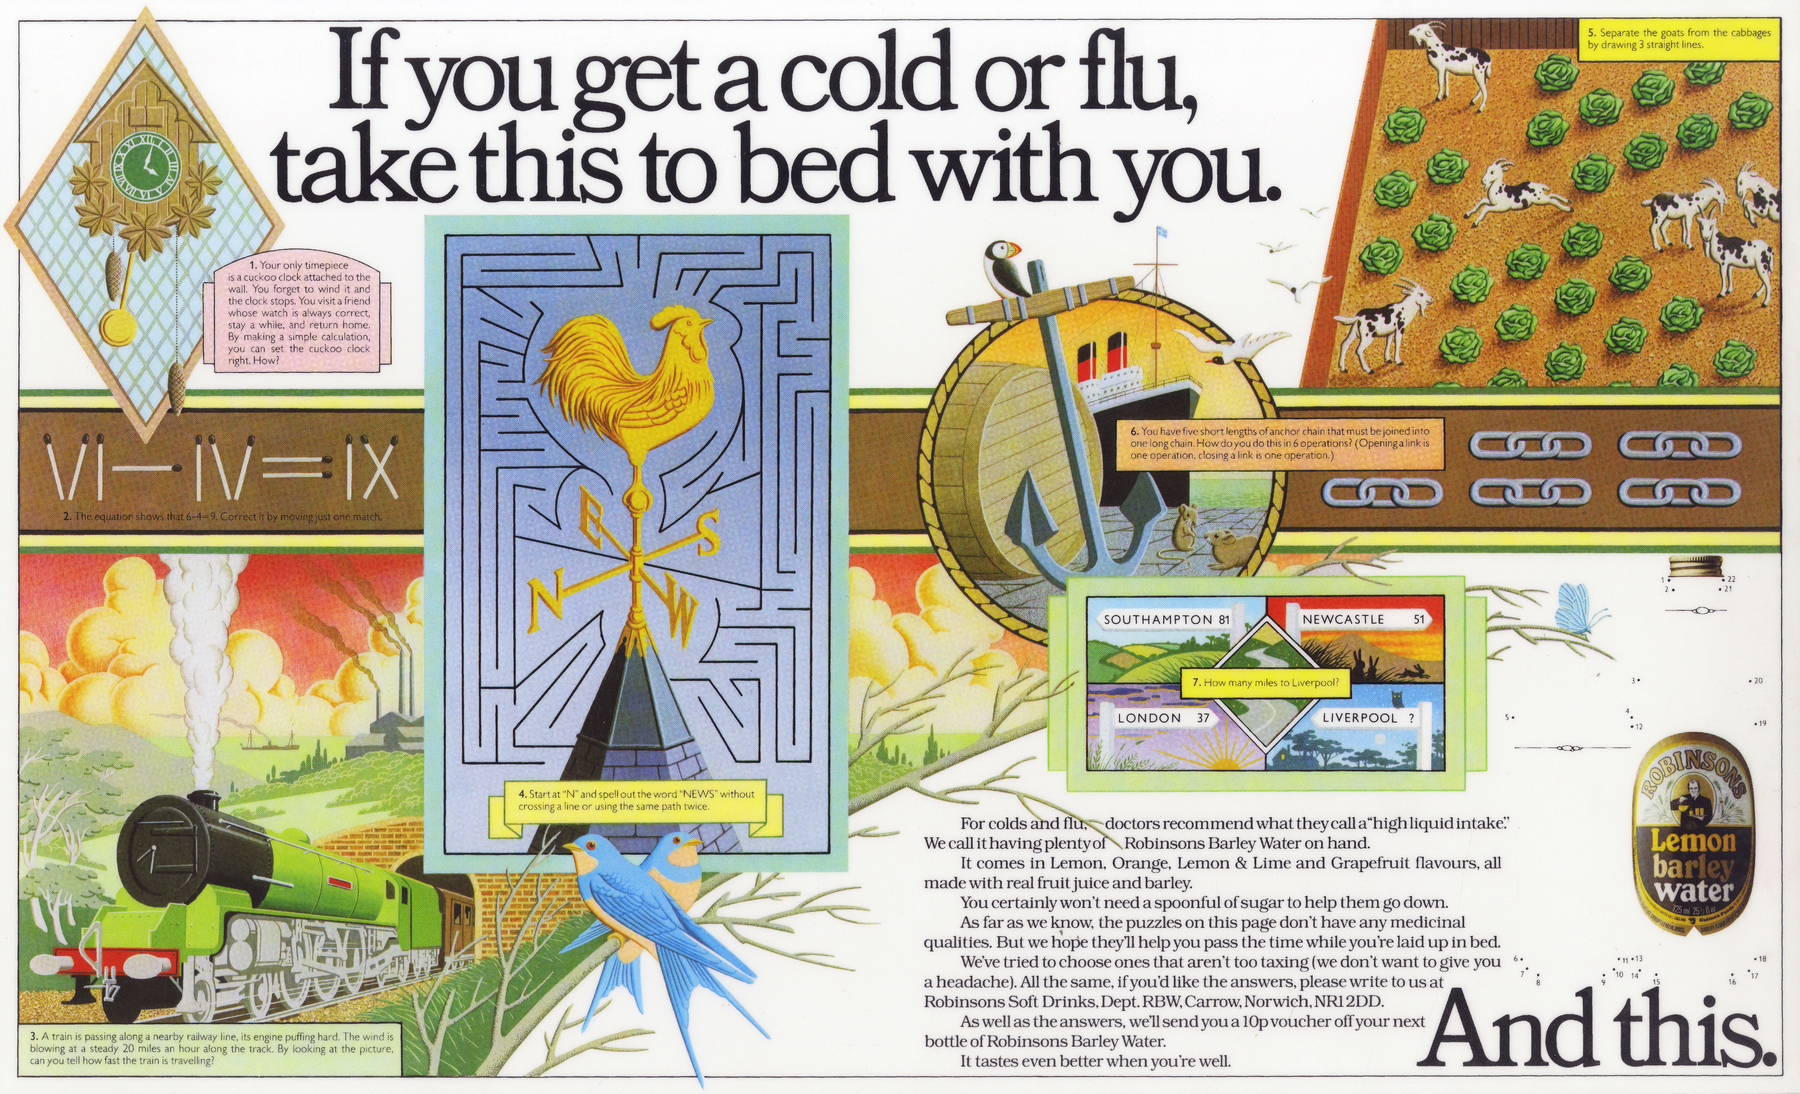 If you get a cold or flu,
take this to bed with you.
1. Your only timepiece
is a cuckoo clock attached to the
wall. You forget to wind it and
the clock stops. You visit a friend
whose watch is always correct,
stay a while, and return home.
By making a simple calculation,
you can set the cuckoo clock
right. How?
2. The equation shows that 6-4=9. Correct it by moving just one match.
VI — IV = IX
3. A train is passing along a nearby railway line, its engine puffing hard. The wind is
blowing at a steady 20 miles an hour along the track. By looking at the picture,
can you tell how fast the train is travelling?
E
S
N
W
4. Start at "N" and spell out the word "NEWS" without
crossing a line or using the same path twice.
5. Separate the goats from the cabbages
by drawing 3 straight lines.
6. You have five short lengths of anchor chain that must be joined into
one long chain. How do you do this in 6 operations? (Opening a link is
one operation, closing a link is one operation.)
SOUTHAMPTON 81
NEWCASTLE 51
7. How many miles to Liverpool?
LONDON 37
LIVERPOOL ?
For colds and flu, doctors recommend what they call a "high liquid intake."
We call it having plenty of Robinsons Barley Water on hand.
It comes in Lemon, Orange, Lemon & Lime and Grapefruit flavours, all
made with real fruit juice and barley.
You certainly won't need a spoonful of sugar to help them go down.
As far as we know, the puzzles on this page don't have any medicinal
qualities. But we hope they'll help you pass the time while you're laid up in bed.
We've tried to choose ones that aren't too taxing (we don't want to give you
a headache). All the same, if you'd like the answers, please write to us at
Robinsons Soft Drinks, Dept. RBW, Carrow, Norwich, NR1 2DD.
As well as the answers, we'll send you a 10p voucher off your next
bottle of Robinsons Barley Water.
It tastes even better when you're well.
1 22
2 21
3 20
4
5 19
12
ROBINSONS
Lemon
barley
water
6 11 13 18
7 10 14 17
8 9 15 16
And this.